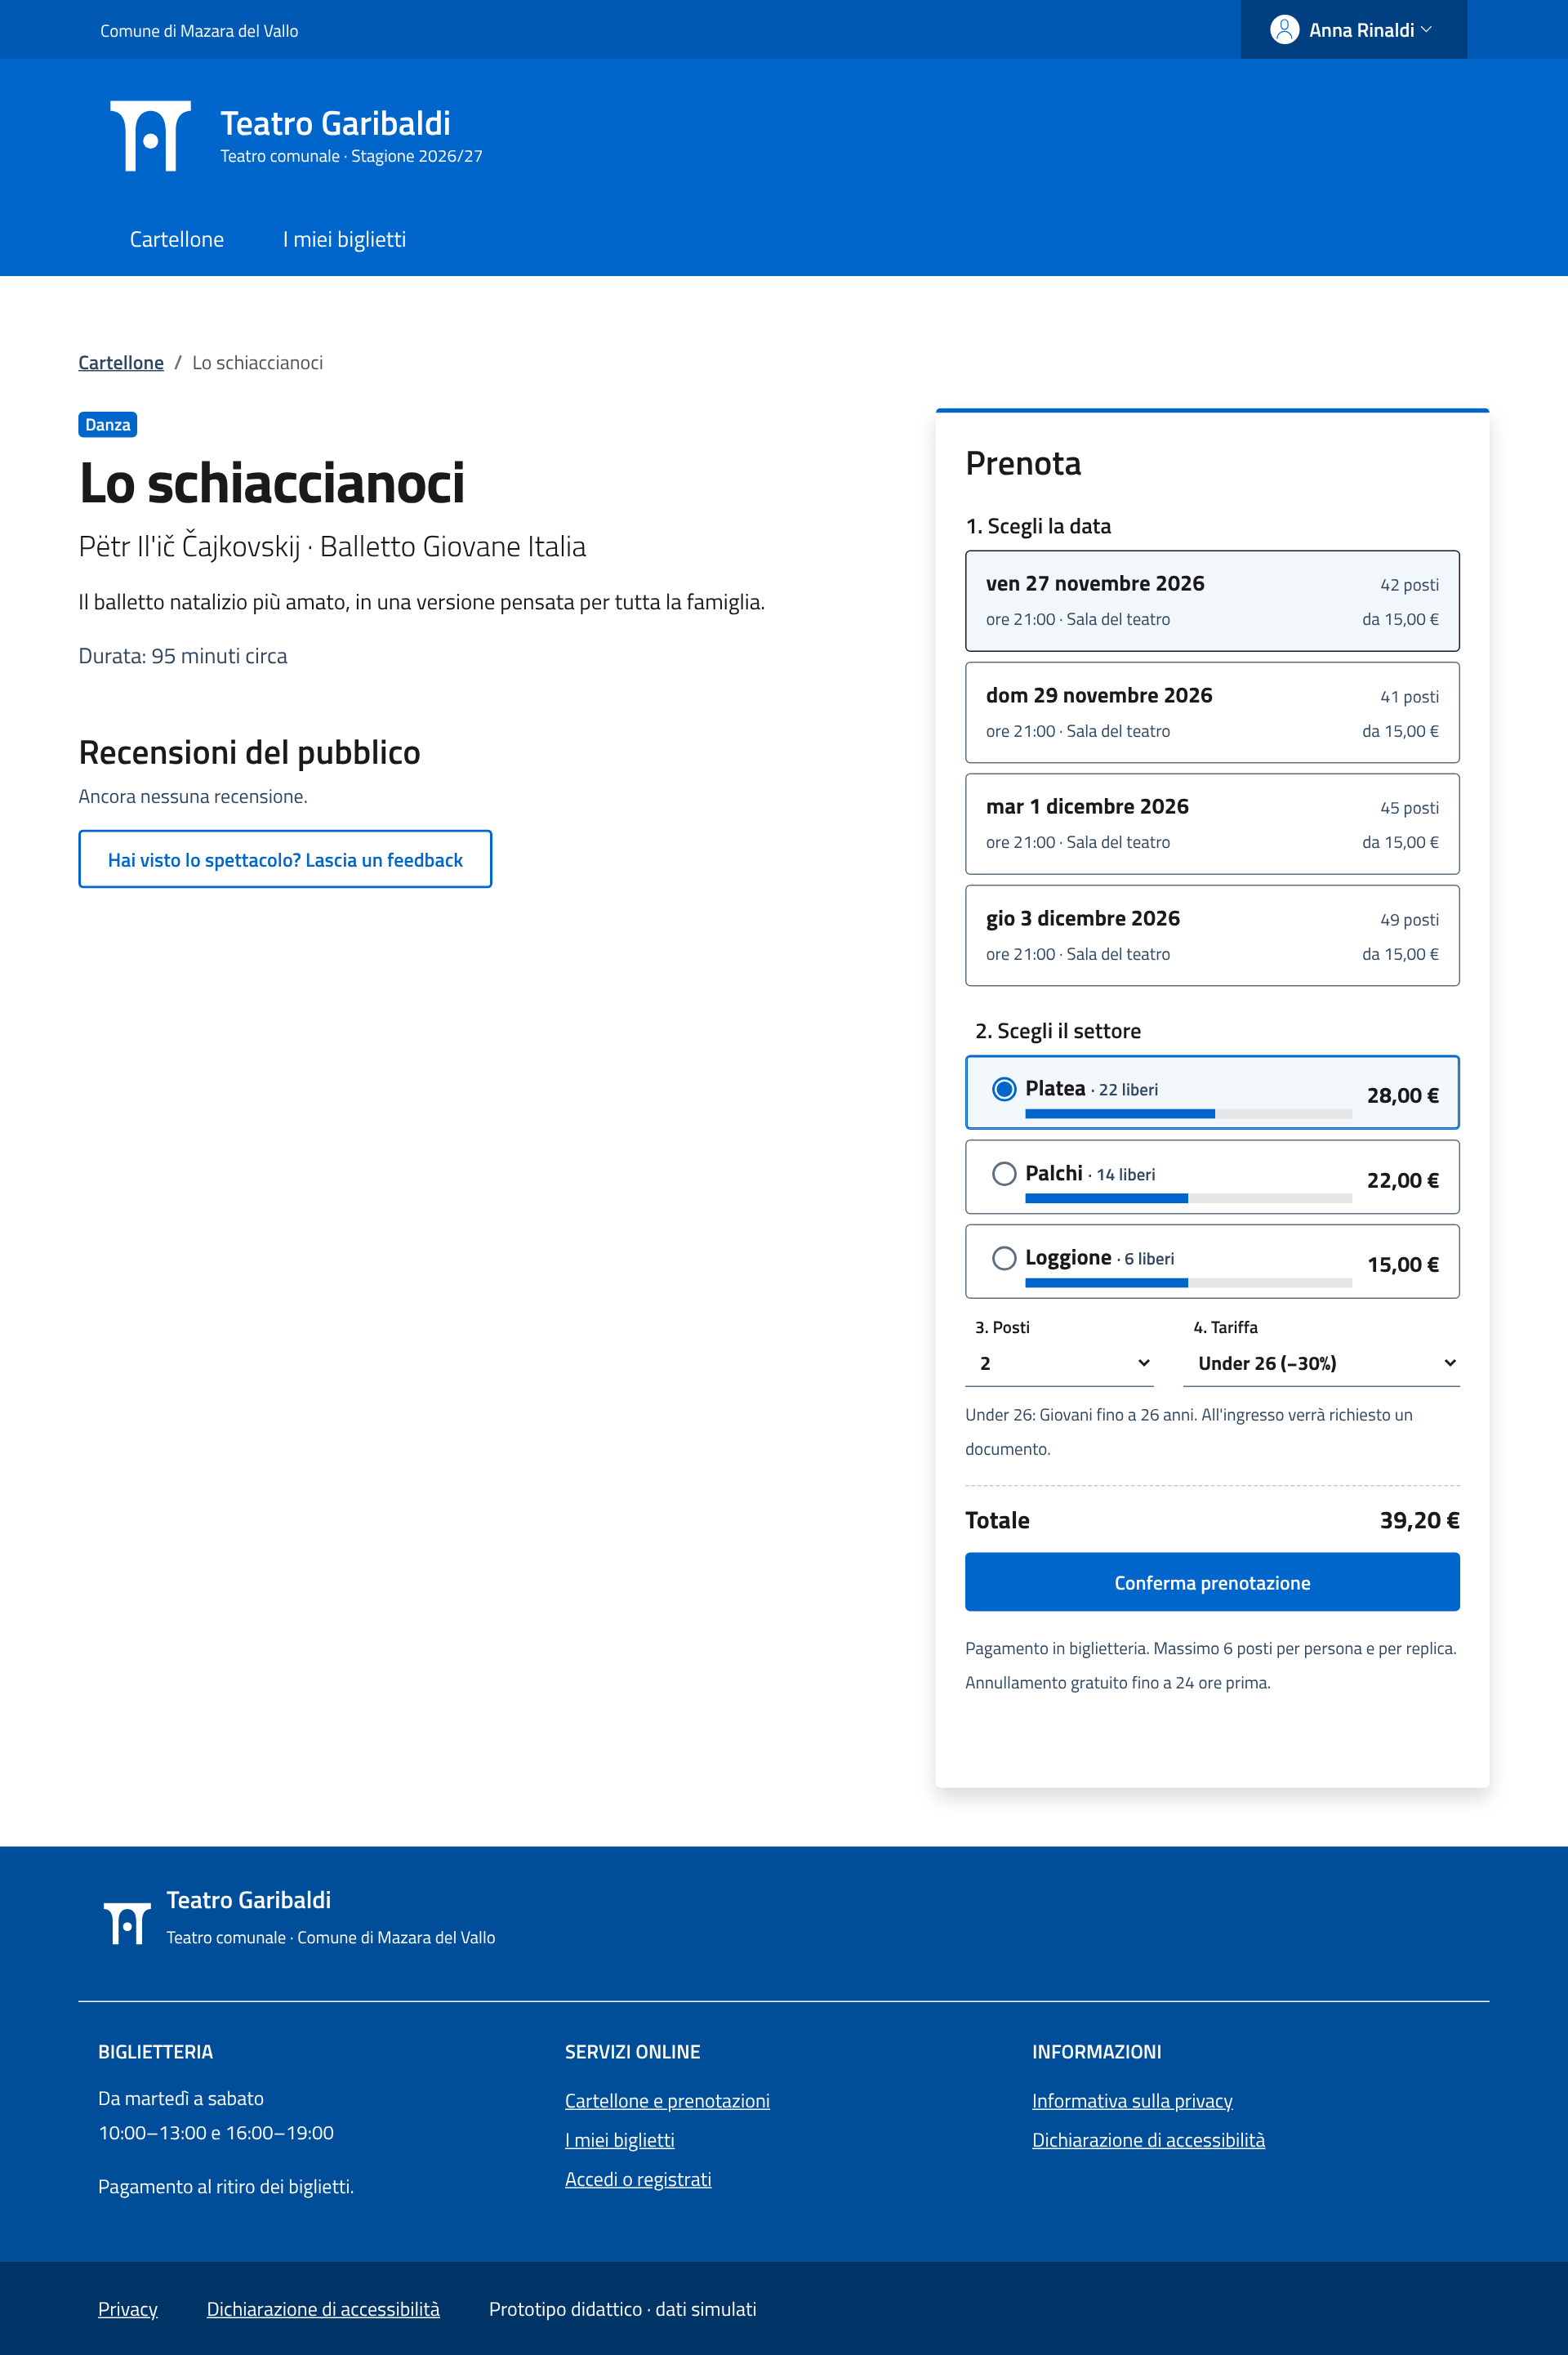 Comune di Mazara del Vallo
Anna Rinaldi
Teatro Garibaldi
Teatro comunale · Stagione 2026/27
Cartellone
I miei biglietti
Cartellone / Lo schiaccianoci
Danza
Lo schiaccianoci
Pëtr Il'ič Čajkovskij · Balletto Giovane Italia
Il balletto natalizio più amato, in una versione pensata per tutta la famiglia.
Durata: 95 minuti circa
Recensioni del pubblico
Ancora nessuna recensione.
Hai visto lo spettacolo? Lascia un feedback
Prenota
1. Scegli la data
ven 27 novembre 2026 42 posti
ore 21:00 · Sala del teatro da 15,00 €
dom 29 novembre 2026 41 posti
ore 21:00 · Sala del teatro da 15,00 €
mar 1 dicembre 2026 45 posti
ore 21:00 · Sala del teatro da 15,00 €
gio 3 dicembre 2026 49 posti
ore 21:00 · Sala del teatro da 15,00 €
2. Scegli il settore
Platea · 22 liberi 28,00 €
Palchi · 14 liberi 22,00 €
Loggione · 6 liberi 15,00 €
3. Posti 4. Tariffa
2 Under 26 (−30%)
Under 26: Giovani fino a 26 anni. All'ingresso verrà richiesto un
documento.
Totale 39,20 €
Conferma prenotazione
Pagamento in biglietteria. Massimo 6 posti per persona e per replica.
Annullamento gratuito fino a 24 ore prima.
Teatro Garibaldi
Teatro comunale · Comune di Mazara del Vallo
BIGLIETTERIA
Da martedì a sabato
10:00–13:00 e 16:00–19:00
Pagamento al ritiro dei biglietti.
SERVIZI ONLINE
Cartellone e prenotazioni
I miei biglietti
Accedi o registrati
INFORMAZIONI
Informativa sulla privacy
Dichiarazione di accessibilità
Privacy Dichiarazione di accessibilità Prototipo didattico · dati simulati